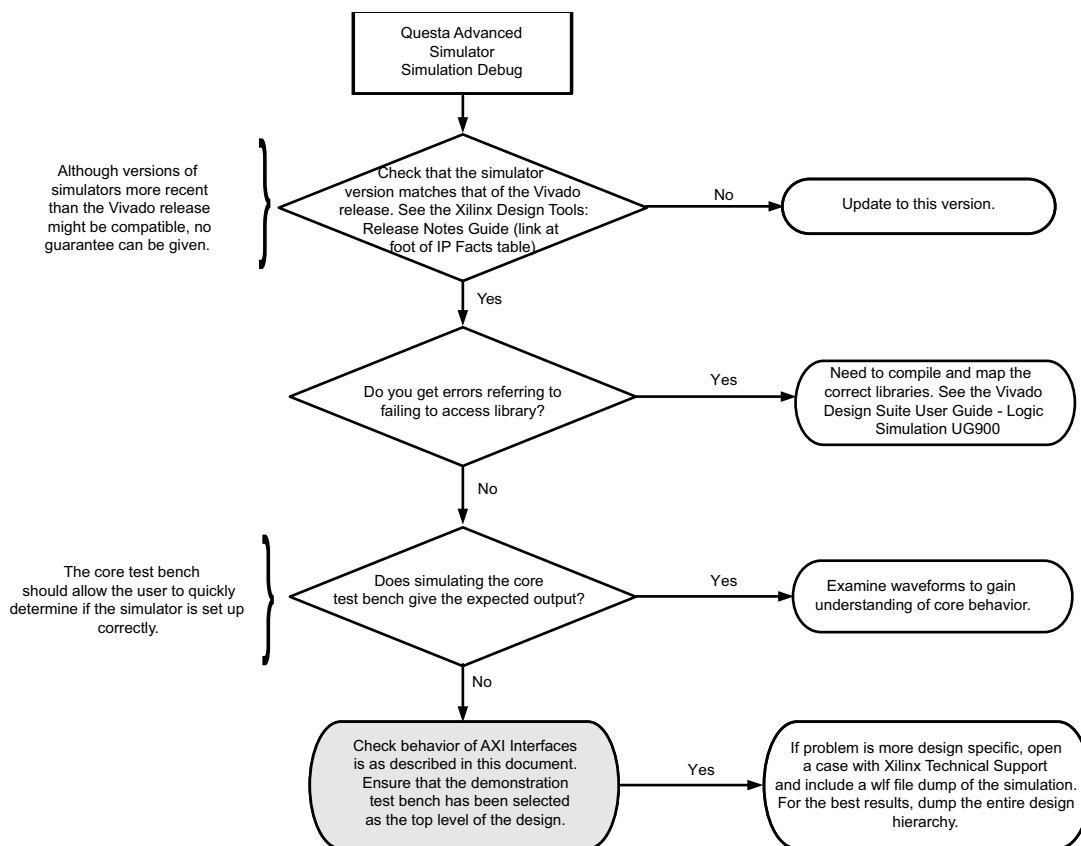 Questa Advanced
Simulator
Simulation Debug
Although versions of
simulators more recent
than the Vivado release
might be compatible, no
guarantee can be given.
Check that the simulator
version matches that of the Vivado
release. See the Xilinx Design Tools:
Release Notes Guide (link at
foot of IP Facts table)
No
Update to this version.
Yes
Do you get errors referring to
failing to access library?
Yes
Need to compile and map the
correct libraries. See the Vivado
Design Suite User Guide - Logic
Simulation UG900
No
The core test bench
should allow the user to quickly
determine if the simulator is set up
correctly.
Does simulating the core
test bench give the expected output?
Yes
Examine waveforms to gain
understanding of core behavior.
No
Check behavior of AXI Interfaces
is as described in this document.
Ensure that the demonstration
test bench has been selected
as the top level of the design.
Yes
If problem is more design specific, open
a case with Xilinx Technical Support
and include a wlf file dump of the simulation.
For the best results, dump the entire design
hierarchy.